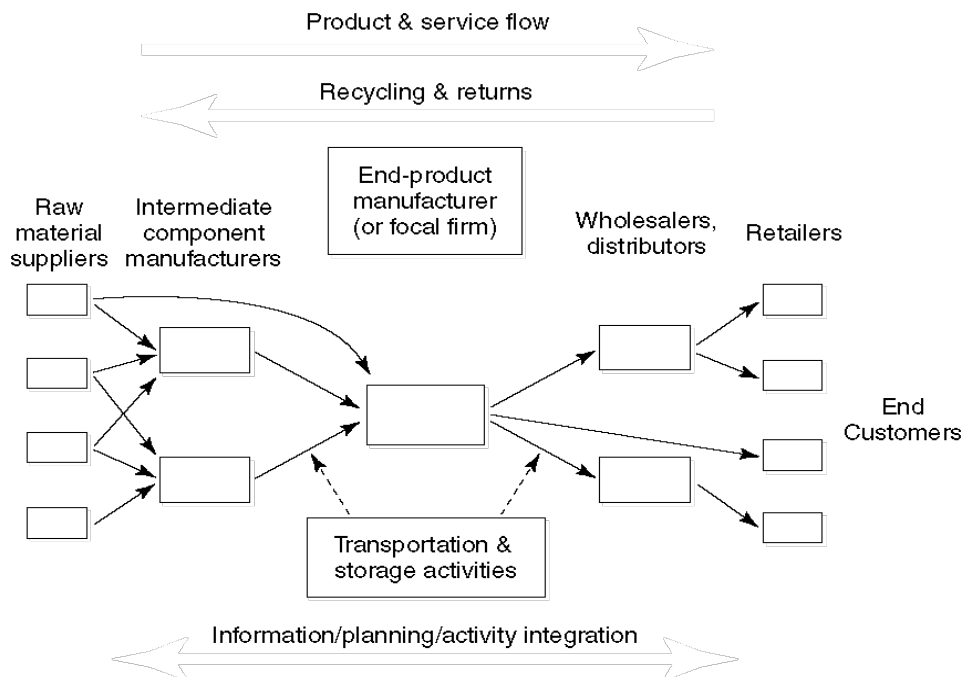 Product & service flow
Recycling & returns
End-product
manufacturer
(or focal firm)
Raw
material
suppliers
Intermediate
component
manufacturers
Wholesalers,
distributors
Retailers
End
Customers
Transportation &
storage activities
Information/planning/activity integration